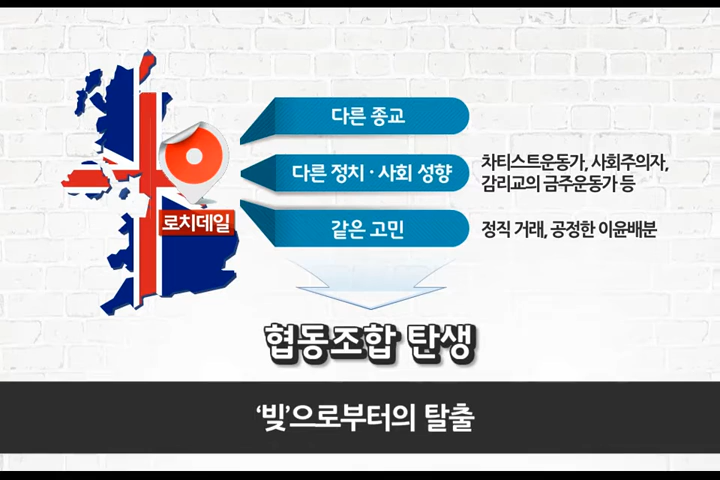 다른 종교
다른 정치 · 사회 성향
차티스트운동가, 사회주의자,
감리교의 금주운동가 등
로치데일
같은 고민
정직 거래, 공정한 이윤배분
협동조합 탄생
‘빚’으로부터의 탈출